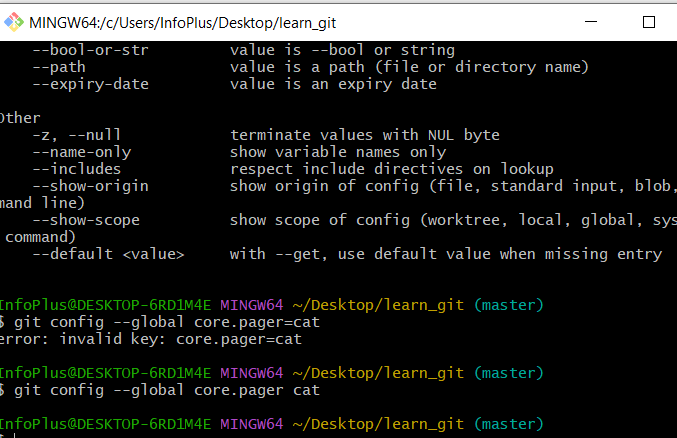 MINGW64:/c/Users/InfoPlus/Desktop/learn_git
--bool-or-str value is --bool or string
--path value is a path (file or directory name)
--expiry-date value is an expiry date
Other
-z, --null terminate values with NUL byte
--name-only show variable names only
--includes respect include directives on lookup
--show-origin show origin of config (file, standard input, blob,
mand line)
--show-scope show scope of config (worktree, local, global, sys
command)
--default <value> with --get, use default value when missing entry
InfoPlus@DESKTOP-6RD1M4E MINGW64 ~/Desktop/learn_git (master)
$ git config --global core.pager=cat
error: invalid key: core.pager=cat
InfoPlus@DESKTOP-6RD1M4E MINGW64 ~/Desktop/learn_git (master)
$ git config --global core.pager cat
InfoPlus@DESKTOP-6RD1M4E MINGW64 ~/Desktop/learn_git (master)
$